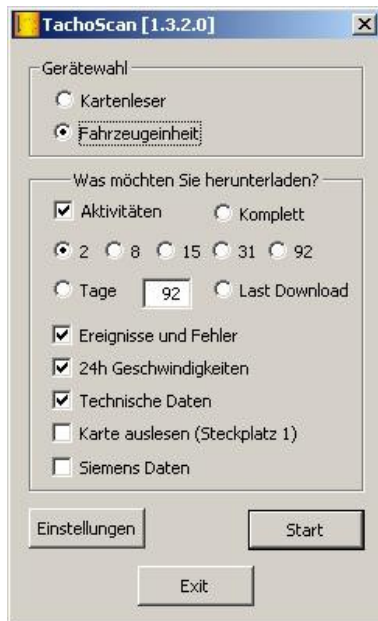 TachoScan [1.3.2.0]
Gerätewahl
Kartenleser
Fahrzeugeinheit
Was möchten Sie herunterladen?
Aktivitäten Komplett
2 8 15 31 92
Tage 92 Last Download
Ereignisse und Fehler
24h Geschwindigkeiten
Technische Daten
Karte auslesen (Steckplatz 1)
Siemens Daten
Einstellungen Start
Exit